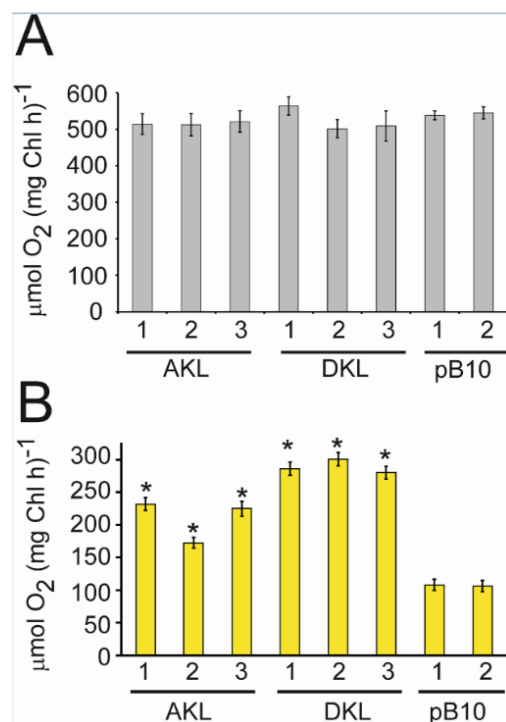 A
600
500
400
300
200
100
0
μmol O2 (mg Chl h)−1
1 2 3 1 2 3 1 2
AKL DKL pB10
B
300
250
200
150
100
50
0
μmol O2 (mg Chl h)−1
* * * * * *
1 2 3 1 2 3 1 2
AKL DKL pB10